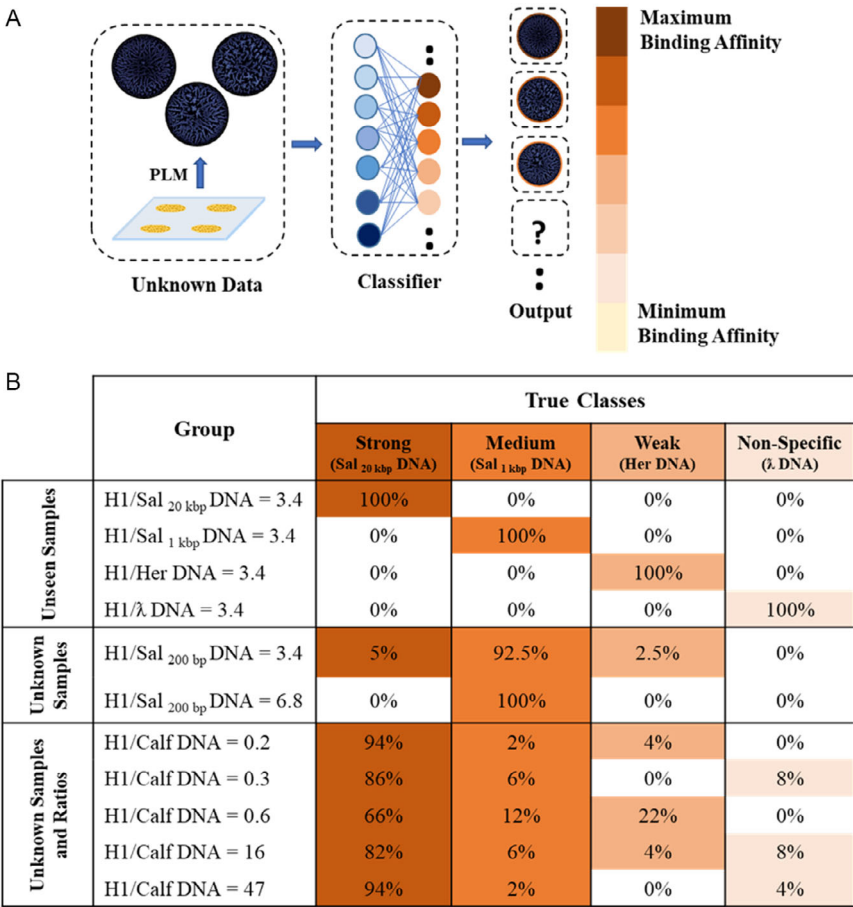 A
Maximum
Binding Affinity
PLM
?
Unknown Data
Classifier
Output
Minimum
Binding Affinity
B
Group
True Classes
Strong
(Sal 20 kbp DNA)
Medium
(Sal 1 kbp DNA)
Weak
(Her DNA)
Non-Specific
(λ DNA)
Unseen Samples
H1/Sal 20 kbp DNA = 3.4 100% 0% 0% 0%
H1/Sal 1 kbp DNA = 3.4 0% 100% 0% 0%
H1/Her DNA = 3.4 0% 0% 100% 0%
H1/λ DNA = 3.4 0% 0% 0% 100%
Unknown
Samples
H1/Sal 200 bp DNA = 3.4 5% 92.5% 2.5% 0%
H1/Sal 200 bp DNA = 6.8 0% 100% 0% 0%
Unknown Samples
and Ratios
H1/Calf DNA = 0.2 94% 2% 4% 0%
H1/Calf DNA = 0.3 86% 6% 0% 8%
H1/Calf DNA = 0.6 66% 12% 22% 0%
H1/Calf DNA = 16 82% 6% 4% 8%
H1/Calf DNA = 47 94% 2% 0% 4%